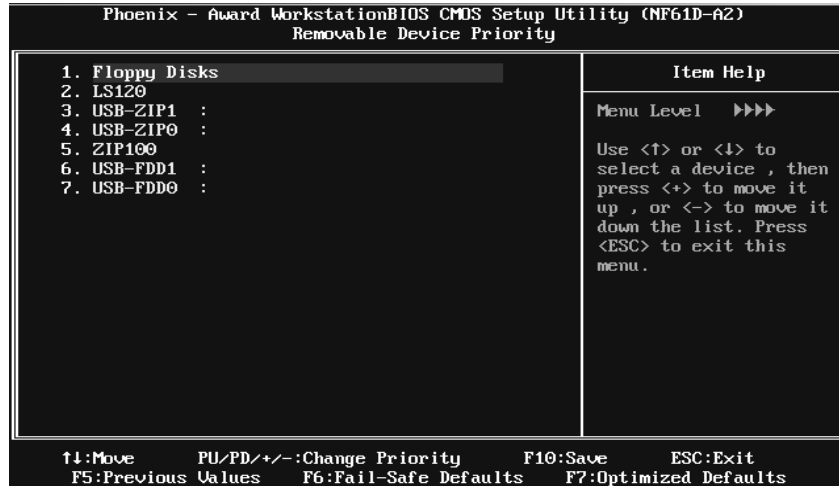 Phoenix - Award WorkstationBIOS CMOS Setup Utility (NF61D-A2)
Removable Device Priority
1. Floppy Disks
2. LS120
3. USB-ZIP1 :
4. USB-ZIP0 :
5. ZIP100
6. USB-FDD1 :
7. USB-FDD0 :
Item Help
Menu Level ▶▶▶▶
Use <↑> or <↓> to
select a device , then
press <+> to move it
up , or <-> to move it
down the list. Press
<ESC> to exit this
menu.
↑↓:Move PU/PD/+/-:Change Priority F10:Save ESC:Exit
F5:Previous Values F6:Fail-Safe Defaults F7:Optimized Defaults